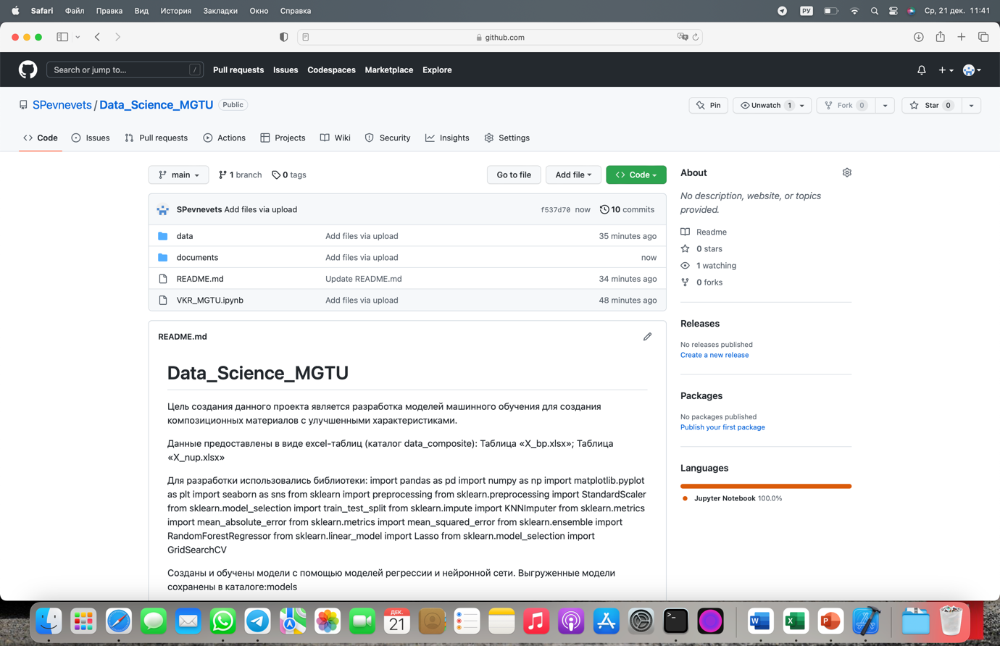 Safari Файл Правка Вид История Закладки Окно Справка РУ Ср, 21 дек. 11:41
github.com
Search or jump to... / Pull requests Issues Codespaces Marketplace Explore
SPevnevets / Data_Science_MGTU Public Pin Unwatch 1 Fork 0 Star 0
Code Issues Pull requests Actions Projects Wiki Security Insights Settings
main 1 branch 0 tags Go to file Add file Code
SPevnevets Add files via upload f537d70 now 10 commits
data Add files via upload 35 minutes ago
documents Add files via upload now
README.md Update README.md 34 minutes ago
VKR_MGTU.ipynb Add files via upload 48 minutes ago
README.md
Data_Science_MGTU
Цель создания данного проекта является разработка моделей машинного обучения для создания
композиционных материалов с улучшенными характеристиками.
Данные предоставлены в виде excel-таблиц (каталог data_composite): Таблица «X_bp.xlsx»; Таблица
«X_nup.xlsx»
Для разработки использовались библиотеки: import pandas as pd import numpy as np import matplotlib.pyplot
as plt import seaborn as sns from sklearn import preprocessing from sklearn.preprocessing import StandardScaler
from sklearn.model_selection import train_test_split from sklearn.impute import KNNImputer from sklearn.metrics
import mean_absolute_error from sklearn.metrics import mean_squared_error from sklearn.ensemble import
RandomForestRegressor from sklearn.linear_model import Lasso from sklearn.model_selection import
GridSearchCV
Созданы и обучены модели с помощью моделей регрессии и нейронной сети. Выгруженные модели
сохранены в каталоге:models
About
No description, website, or topics
provided.
Readme
0 stars
1 watching
0 forks
Releases
No releases published
Create a new release
Packages
No packages published
Publish your first package
Languages
Jupyter Notebook 100.0%
ДЕК.
21
W X P